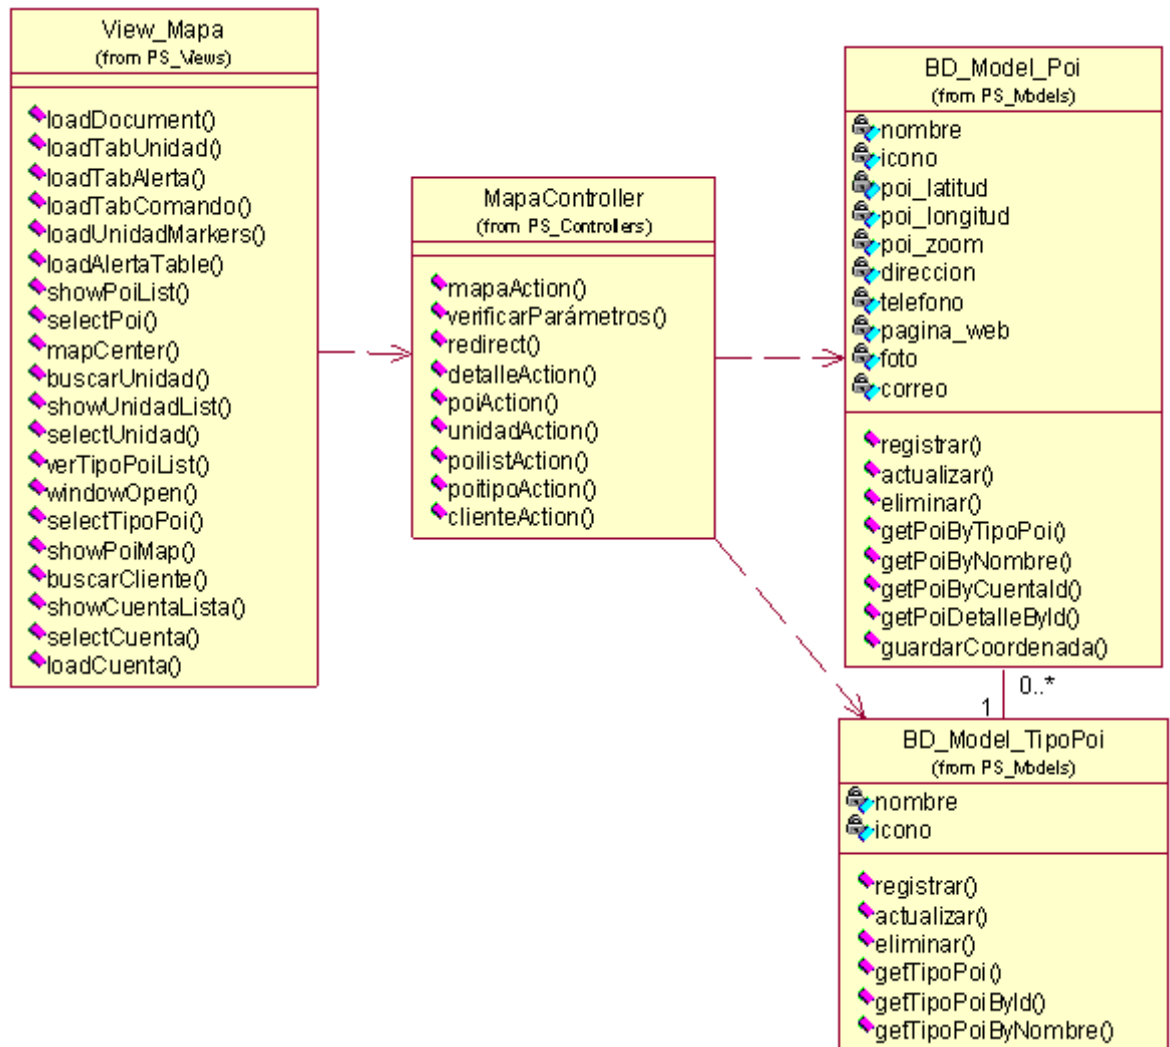 View_Mapa
(from PS_Views)
loadDocument()
loadTabUnidad()
loadTabAlerta()
loadTabComando()
loadUnidadMarkers()
loadAlertaTable()
showPoiList()
selectPoi()
mapCenter()
buscarUnidad()
showUnidadList()
selectUnidad()
verTipoPoiList()
windowOpen()
selectTipoPoi()
showPoiMap()
buscarCliente()
showCuentaLista()
selectCuenta()
loadCuenta()
MapaController
(from PS_Controllers)
mapaAction()
verificarParámetros()
redirect()
detalleAction()
poiAction()
unidadAction()
poilistAction()
poitipoAction()
clienteAction()
BD_Model_Poi
(from PS_Models)
nombre
icono
poi_latitud
poi_longitud
poi_zoom
direccion
telefono
pagina_web
foto
correo
registrar()
actualizar()
eliminar()
getPoiByTipoPoi()
getPoiByNombre()
getPoiByCuentaId()
getPoiDetalleById()
guardarCoordenada()
0..*
1
BD_Model_TipoPoi
(from PS_Models)
nombre
icono
registrar()
actualizar()
eliminar()
getTipoPoi()
getTipoPoiById()
getTipoPoiByNombre()